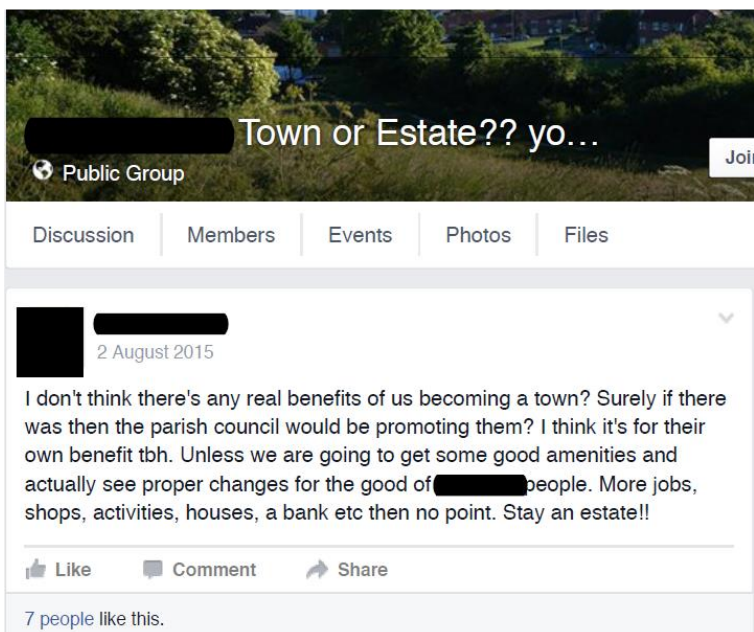 Town or Estate?? yo...
Public Group
Join
Discussion Members Events Photos Files
2 August 2015
I don't think there's any real benefits of us becoming a town? Surely if there
was then the parish council would be promoting them? I think it's for their
own benefit tbh. Unless we are going to get some good amenities and
actually see proper changes for the good of people. More jobs,
shops, activities, houses, a bank etc then no point. Stay an estate!!
Like Comment Share
7 people like this.